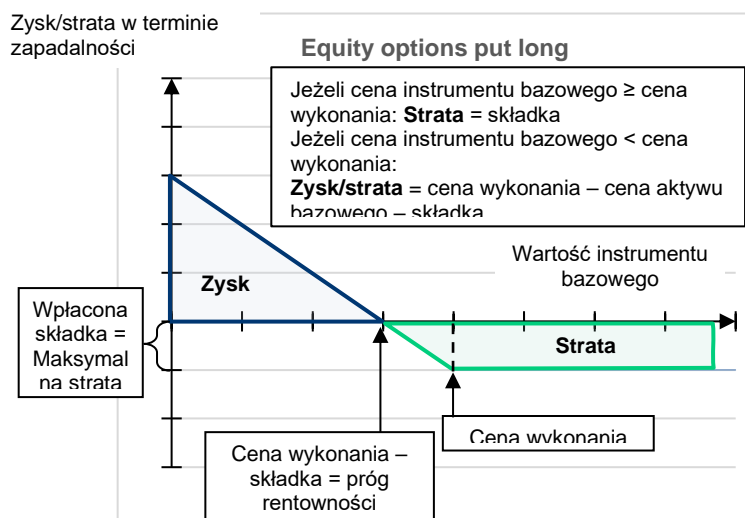 Zysk/strata w terminie
zapadalności
Equity options put long
Jeżeli cena instrumentu bazowego ≥ cena
wykonania: Strata = składka
Jeżeli cena instrumentu bazowego < cena
wykonania:
Zysk/strata = cena wykonania – cena aktywu
bazowego – składka
Wartość instrumentu
bazowego
Zysk
Wpłacona
składka =
Maksymal
na strata
Strata
Cena wykonania –
składka = próg
rentowności
Cena wykonania